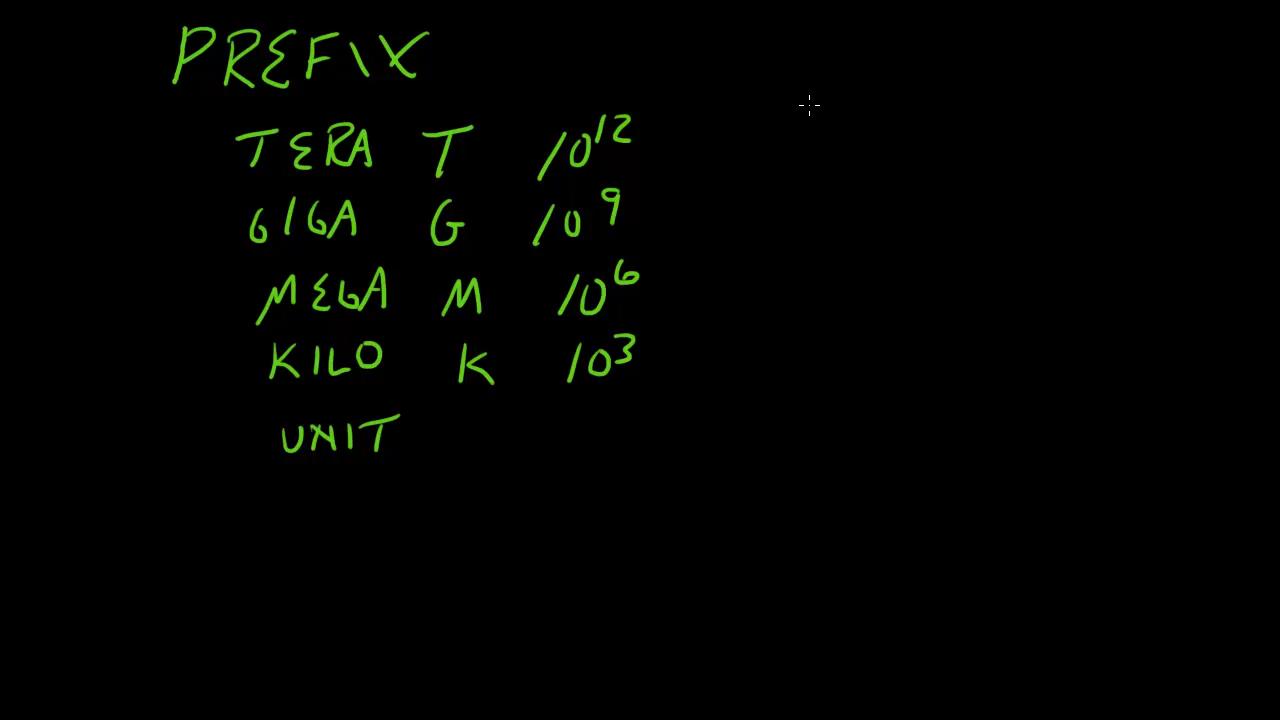 PREFIX
TERA T 10^12
GIGA G 10^9
MEGA M 10^6
KILO K 10^3
UNIT